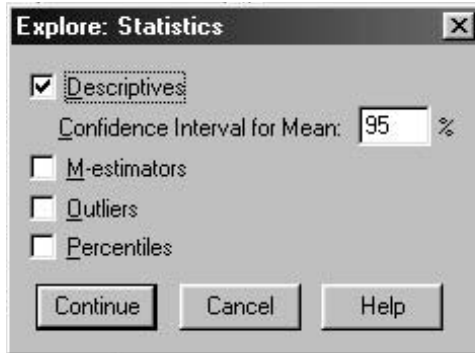 Explore: Statistics
Descriptives
Confidence Interval for Mean: 95 %
M-estimators
Outliers
Percentiles
Continue Cancel Help